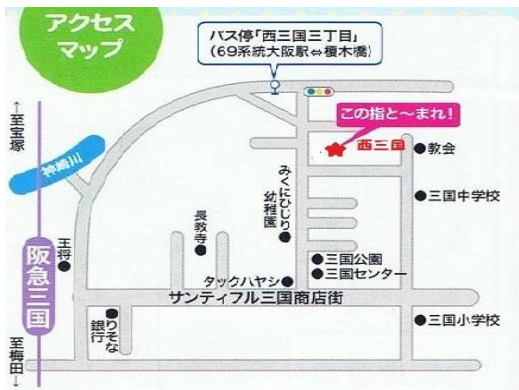 アクセス
マップ
バス停「西三国三丁目」
(69系統大阪駅⇔榎木橋)
この指と〜まれ!
西三国
←至宝塚
神崎川
教会
三国中学校
みくにひじり
幼稚園
長教寺
王将
三国公園
三国センター
阪急三国
タックハヤシ
サンティフル三国商店街
りそな
銀行
三国小学校
至梅田→